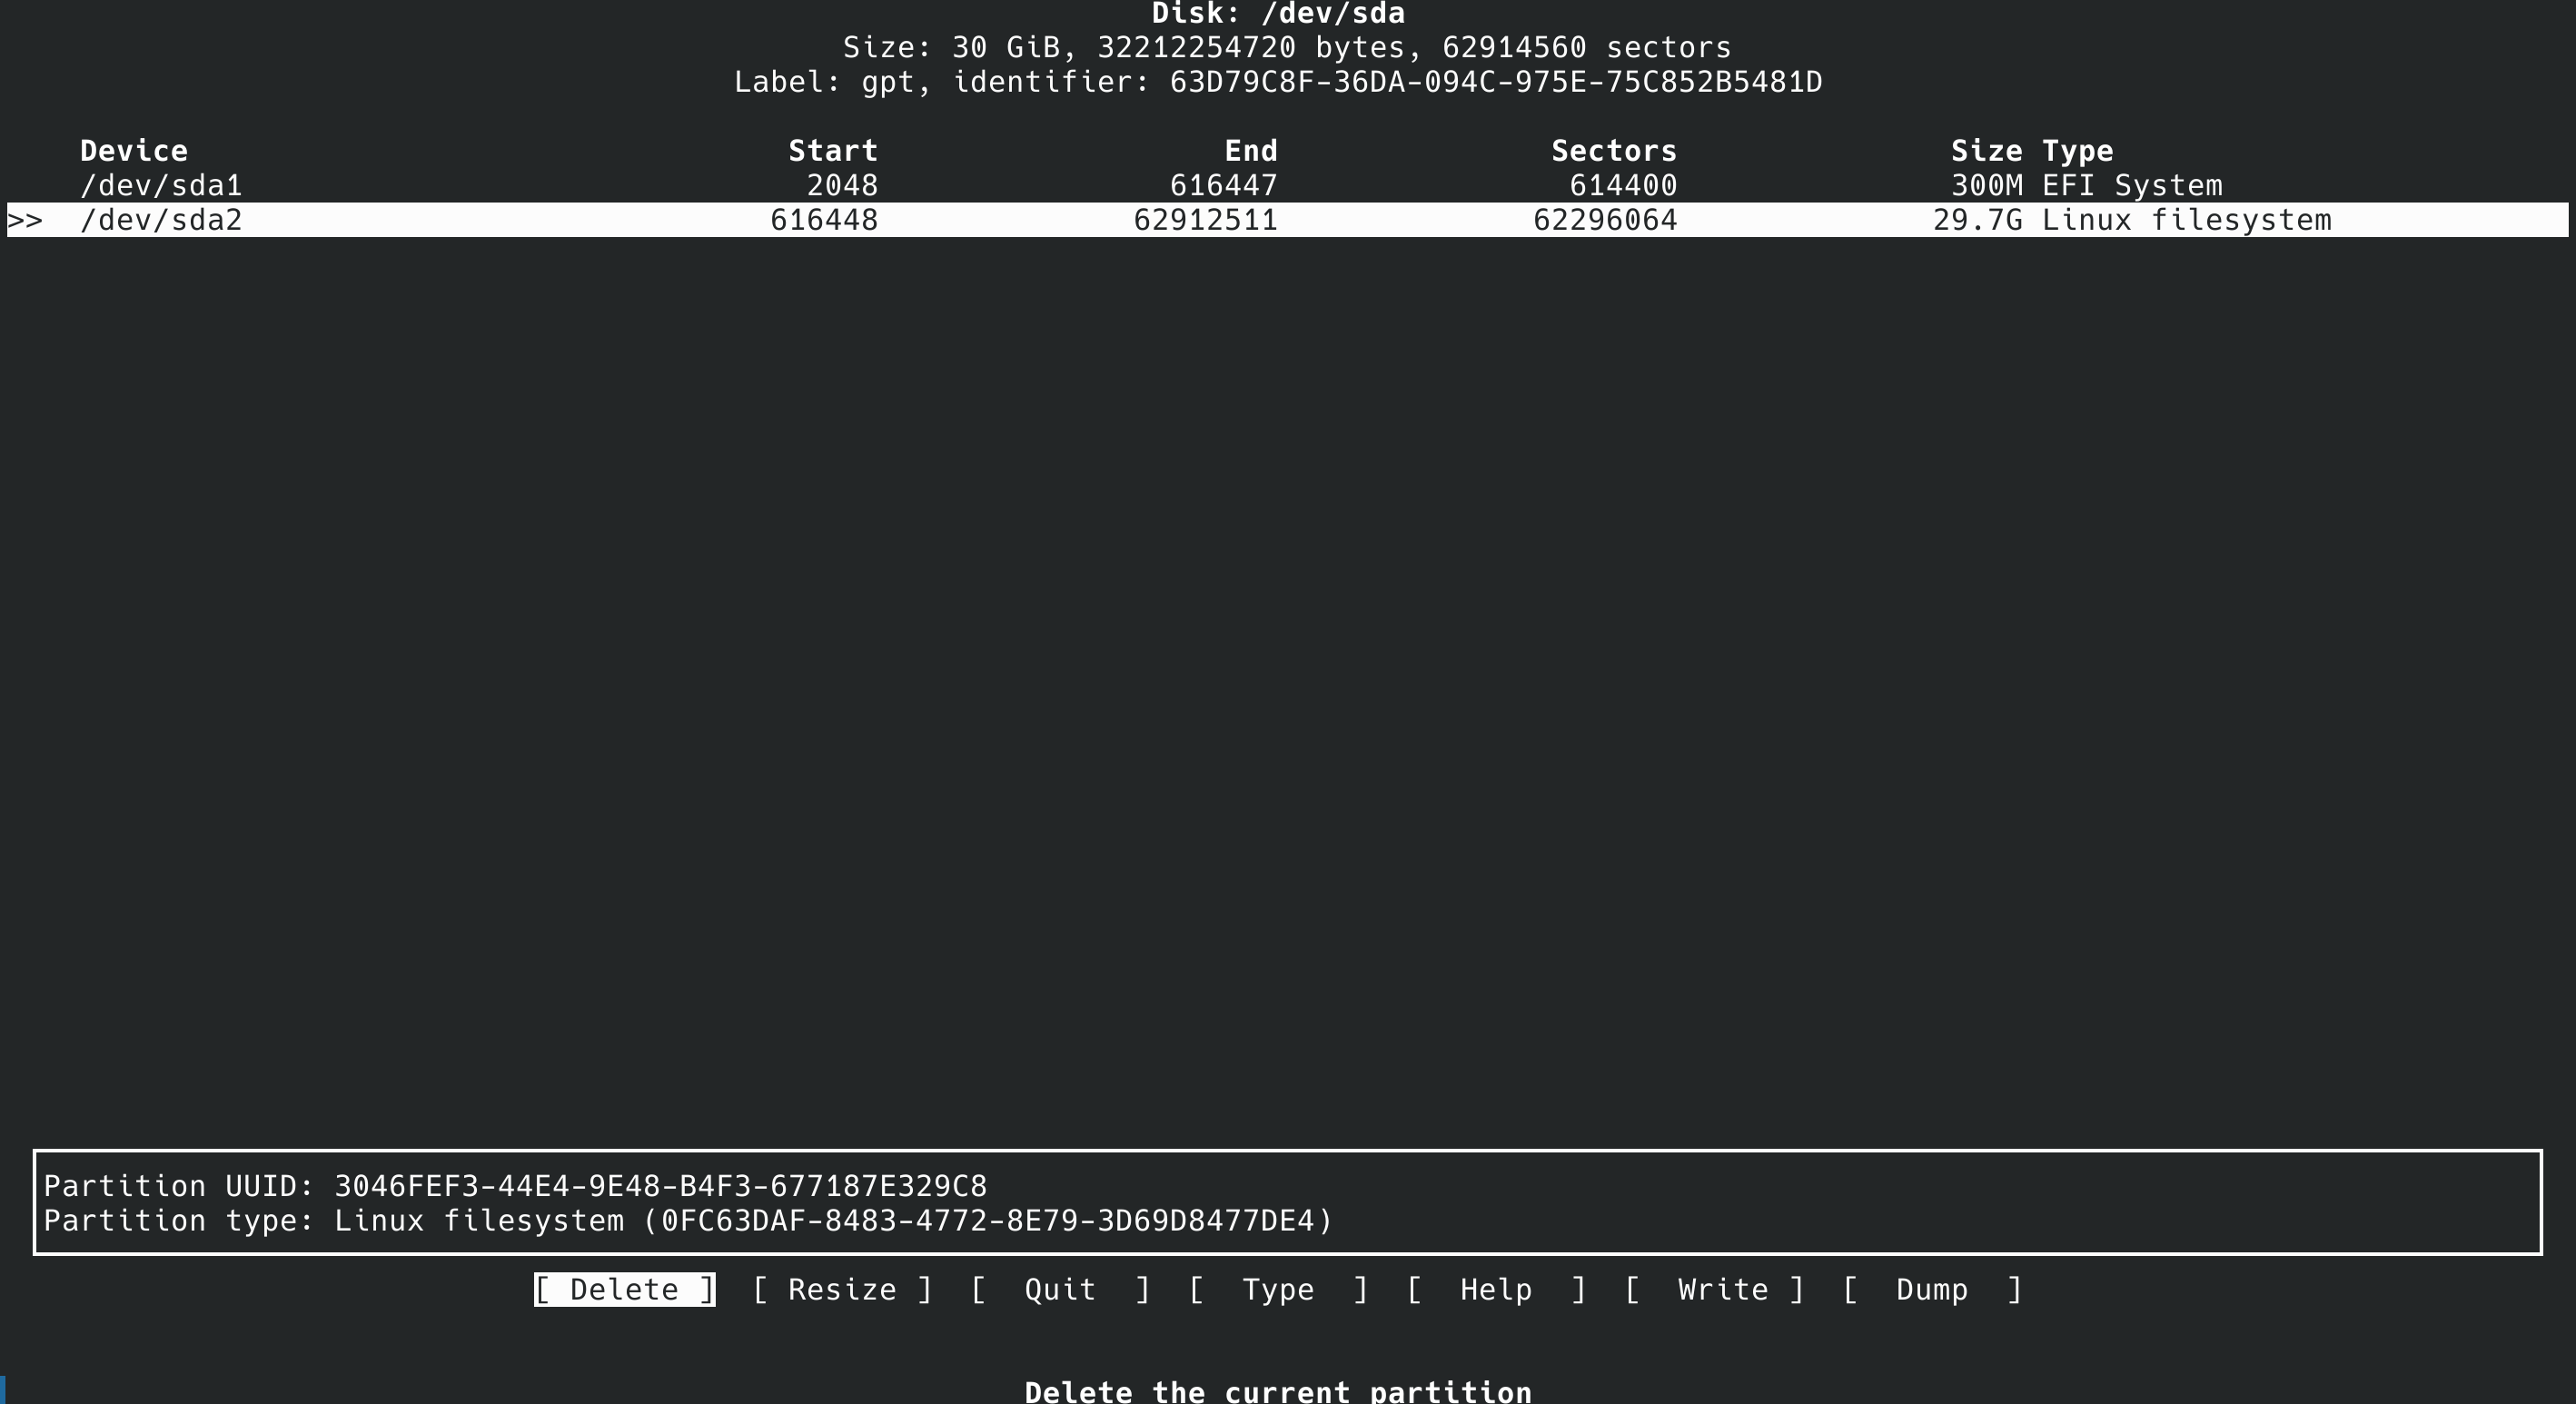 Disk: /dev/sda
Size: 30 GiB, 32212254720 bytes, 62914560 sectors
Label: gpt, identifier: 63D79C8F-36DA-094C-975E-75C852B5481D
Device Start End Sectors Size Type
/dev/sda1 2048 616447 614400 300M EFI System
>> /dev/sda2 616448 62912511 62296064 29.7G Linux filesystem
Partition UUID: 3046FEF3-44E4-9E48-B4F3-677187E329C8
Partition type: Linux filesystem (0FC63DAF-8483-4772-8E79-3D69D8477DE4)
[ Delete ] [ Resize ] [ Quit ] [ Type ] [ Help ] [ Write ] [ Dump ]
Delete the current partition